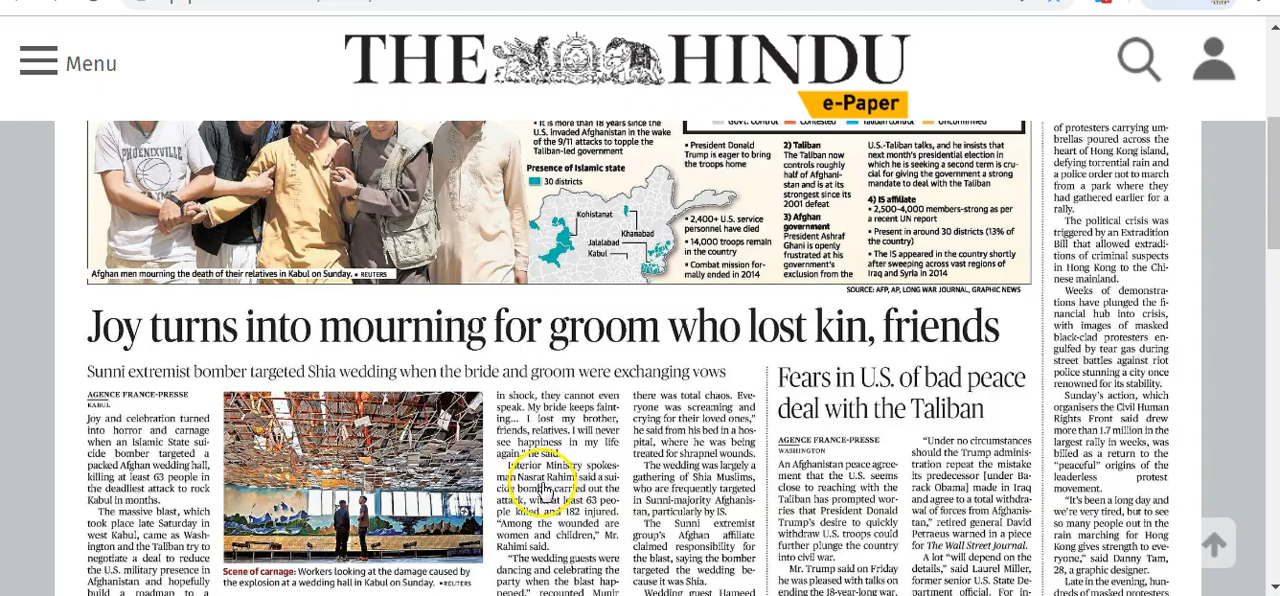 Menu
THE HINDU
e-Paper
PHOENIXVILLE
Afghan men mourning the death of their relatives in Kabul on Sunday. • REUTERS
• It is more than 18 years since the
U.S. invaded Afghanistan in the wake
of the 9/11 attacks to topple the
Taliban-led government
Presence of Islamic state
30 districts
Kohistanat
Khanabad
Jalalabad
Kabul
Govt. control Contested Taliban control Unconfirmed
• President Donald
Trump is eager to bring
the troops home
• 2,400+ U.S. service
personnel have died
• 14,000 troops remain
in the country
• Combat mission for-
mally ended in 2014
2) Taliban
The Taliban now
controls roughly
half of Afghani-
stan and is at its
strongest since its
2001 defeat
3) Afghan
government
President Ashraf
Ghani is openly
frustrated at his
government's
exclusion from the
U.S.-Taliban talks, and he insists that
next month's presidential election in
which he is seeking a second term is cru-
cial for giving the government a strong
mandate to deal with the Taliban
4) IS affiliate
• 2,500-4,000 members-strong as per
a recent UN report
• Present in around 30 districts (13% of
the country)
• The IS appeared in the country shortly
after sweeping across vast regions of
Iraq and Syria in 2014
SOURCE: AFP, AP, LONG WAR JOURNAL, GRAPHIC NEWS
Joy turns into mourning for groom who lost kin, friends
Sunni extremist bomber targeted Shia wedding when the bride and groom were exchanging vows
AGENCE FRANCE-PRESSE
KABUL
Joy and celebration turned
into horror and carnage
when an Islamic State sui-
cide bomber targeted a
packed Afghan wedding hall,
killing at least 63 people in
the deadliest attack to rock
Kabul in months.
The massive blast, which
took place late Saturday in
west Kabul, came as Wash-
ington and the Taliban try to
negotiate a deal to reduce
the U.S. military presence in
Afghanistan and hopefully
build a roadmap to a
Scene of carnage: Workers looking at the damage caused by
the explosion at a wedding hall in Kabul on Sunday. • REUTERS
in shock, they cannot even
speak. My bride keeps faint-
ing... I lost my brother,
friends, relatives. I will never
see happiness in my life
again," he said.
Interior Ministry spokes-
man Nasrat Rahimi said a sui-
cide bomber carried out the
attack, with at least 63 peo-
ple killed and 182 injured.
"Among the wounded are
women and children," Mr.
Rahimi said.
"The wedding guests were
dancing and celebrating the
party when the blast hap-
pened," recounted Munir
there was total chaos. Eve-
ryone was screaming and
crying for their loved ones,"
he said from his bed in a hos-
pital, where he was being
treated for shrapnel wounds.
The wedding was largely a
gathering of Shia Muslims,
who are frequently targeted
in Sunni-majority Afghanis-
tan, particularly by IS.
The Sunni extremist
group's Afghan affiliate
claimed responsibility for
the blast, saying the bomber
targeted the wedding be-
cause it was Shia.
Wedding guest Hameed
Fears in U.S. of bad peace
deal with the Taliban
AGENCE FRANCE-PRESSE
WASHINGTON
An Afghanistan peace agree-
ment that the U.S. seems
close to reaching with the
Taliban has prompted wor-
ries that President Donald
Trump's desire to quickly
withdraw U.S. troops could
further plunge the country
into civil war.
Mr. Trump said on Friday
he was pleased with talks on
ending the 18-year-long war.
"Under no circumstances
should the Trump adminis-
tration repeat the mistake
its predecessor [under Ba-
rack Obama] made in Iraq
and agree to a total withdra-
wal of forces from Afghanis-
tan," retired general David
Petraeus warned in a piece
for The Wall Street Journal.
A lot "will depend on the
details," said Laurel Miller,
former senior U.S. State De-
partment official. For in-
of protesters carrying um-
brellas poured across the
heart of Hong Kong island,
defying torrential rain and
a police order not to march
from a park where they
had gathered earlier for a
rally.
The political crisis was
triggered by an Extradition
Bill that allowed extradi-
tions of criminal suspects
in Hong Kong to the Chi-
nese mainland.
Weeks of demonstra-
tions have plunged the fi-
nancial hub into crisis,
with images of masked
black-clad protesters en-
gulfed by tear gas during
street battles against riot
police stunning a city once
renowned for its stability.
Sunday's action, which
organisers the Civil Human
Rights Front said drew
more than 1.7 million in the
largest rally in weeks, was
billed as a return to the
"peaceful" origins of the
leaderless protest
movement.
"It's been a long day and
we're very tired, but to see
so many people out in the
rain marching for Hong
Kong gives strength to eve-
ryone," said Danny Tam,
28, a graphic designer.
Late in the evening, hun-
dreds of masked protesters